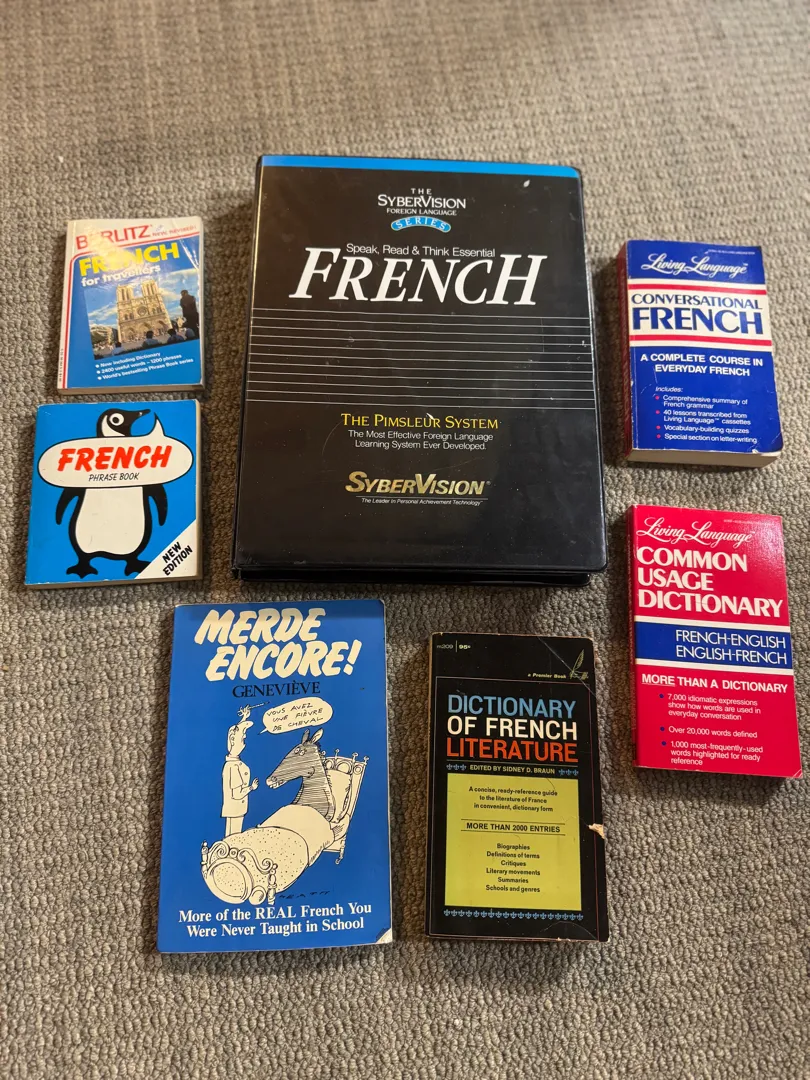 BERLITZ NEW REVISED
FRENCH
for travellers
Now including Dictionary
2400 useful words – 1200 phrases
World's bestselling Phrase Book series
FRENCH
PHRASE BOOK
NEW
EDITION
THE
SYBERVISION
FOREIGN LANGUAGE
SERIES
Speak, Read & Think Essential
FRENCH
THE PIMSLEUR SYSTEM
The Most Effective Foreign Language
Learning System Ever Developed.
SYBERVISION®
The Leader in Personal Achievement Technology
Living Language™
CONVERSATIONAL
FRENCH
A COMPLETE COURSE IN
EVERYDAY FRENCH
Includes:
Comprehensive summary of
French grammar
40 lessons transcribed from
Living Language™ cassettes
Vocabulary-building quizzes
Special section on letter-writing
Living Language™
COMMON
USAGE
DICTIONARY
FRENCH-ENGLISH
ENGLISH-FRENCH
MORE THAN A DICTIONARY
7,000 idiomatic expressions
show how words are used in
everyday conversation
Over 20,000 words defined
1,000 most-frequently-used
words highlighted for ready
reference
MERDE
ENCORE!
GENEVIÈVE
VOUS AVEZ
UNE FIÈVRE
DE CHEVAL
More of the REAL French You
Were Never Taught in School
m209 95¢
a Premier Book
DICTIONARY
OF FRENCH
LITERATURE
EDITED BY SIDNEY D. BRAUN
A concise, ready-reference guide
to the literature of France
in convenient, dictionary form
MORE THAN 2000 ENTRIES
Biographies
Definitions of terms
Critiques
Literary movements
Summaries
Schools and genres